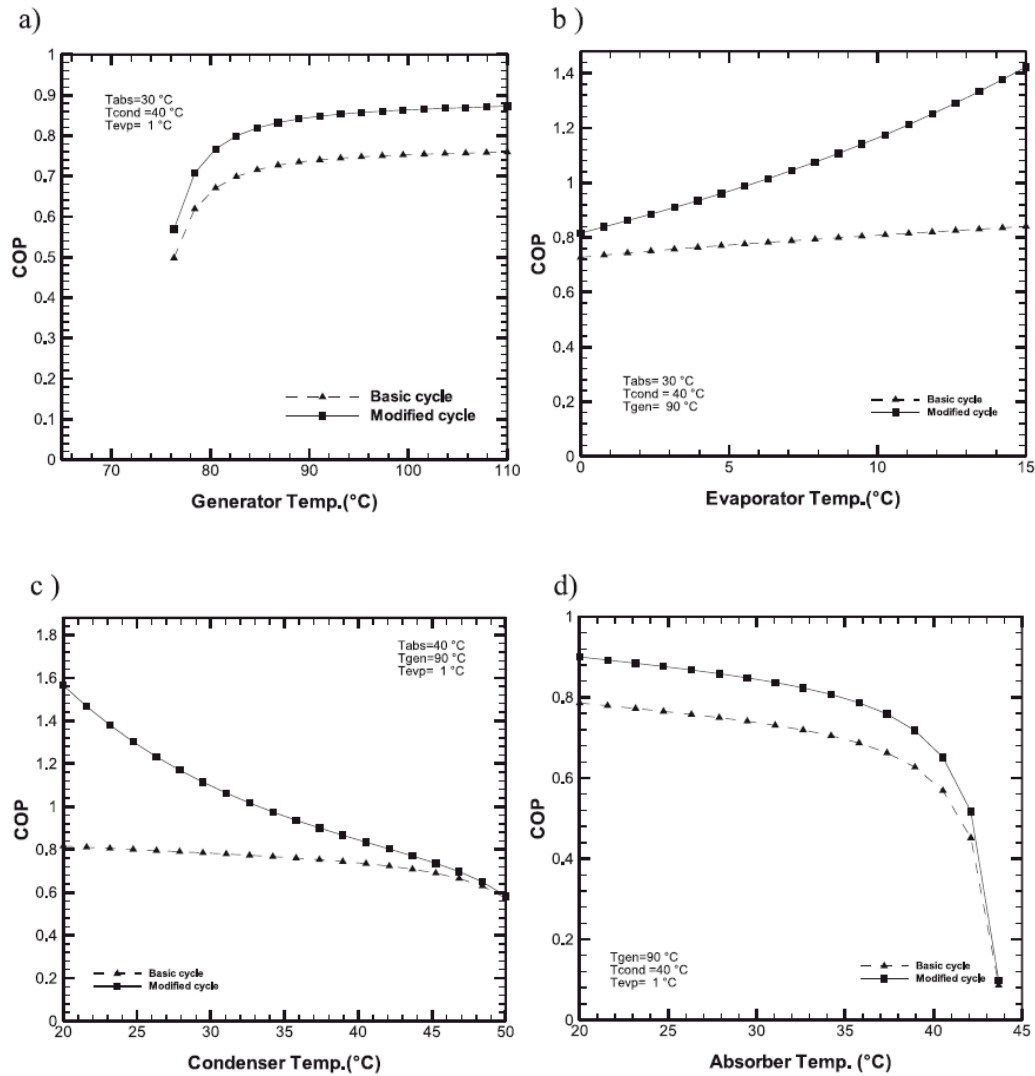 a)
1
0.9
0.8
0.7
0.6
0.5
0.4
0.3
0.2
0.1
0
COP
Tabs=30 °C
Tcond =40 °C
Tevp= 1 °C
Basic cycle
Modified cycle
70 80 90 100 110
Generator Temp.(°C)
b )
1.4
1.2
1
0.8
0.6
0.4
0.2
0
COP
Tabs= 30 °C
Tcond = 40 °C
Tgen= 90 °C
Basic cycle
Modified cycle
0 5 10 15
Evaporator Temp.(°C)
c )
1.8
1.6
1.4
1.2
1
0.8
0.6
0.4
0.2
0
COP
Tabs=40 °C
Tgen=90 °C
Tevp= 1 °C
Basic cycle
Modified cycle
20 25 30 35 40 45 50
Condenser Temp.(°C)
d)
1
0.8
0.6
0.4
0.2
0
COP
Tgen=90 °C
Tcond =40 °C
Tevp= 1 °C
Basic cycle
Modified cycle
20 25 30 35 40 45
Absorber Temp. (°C)